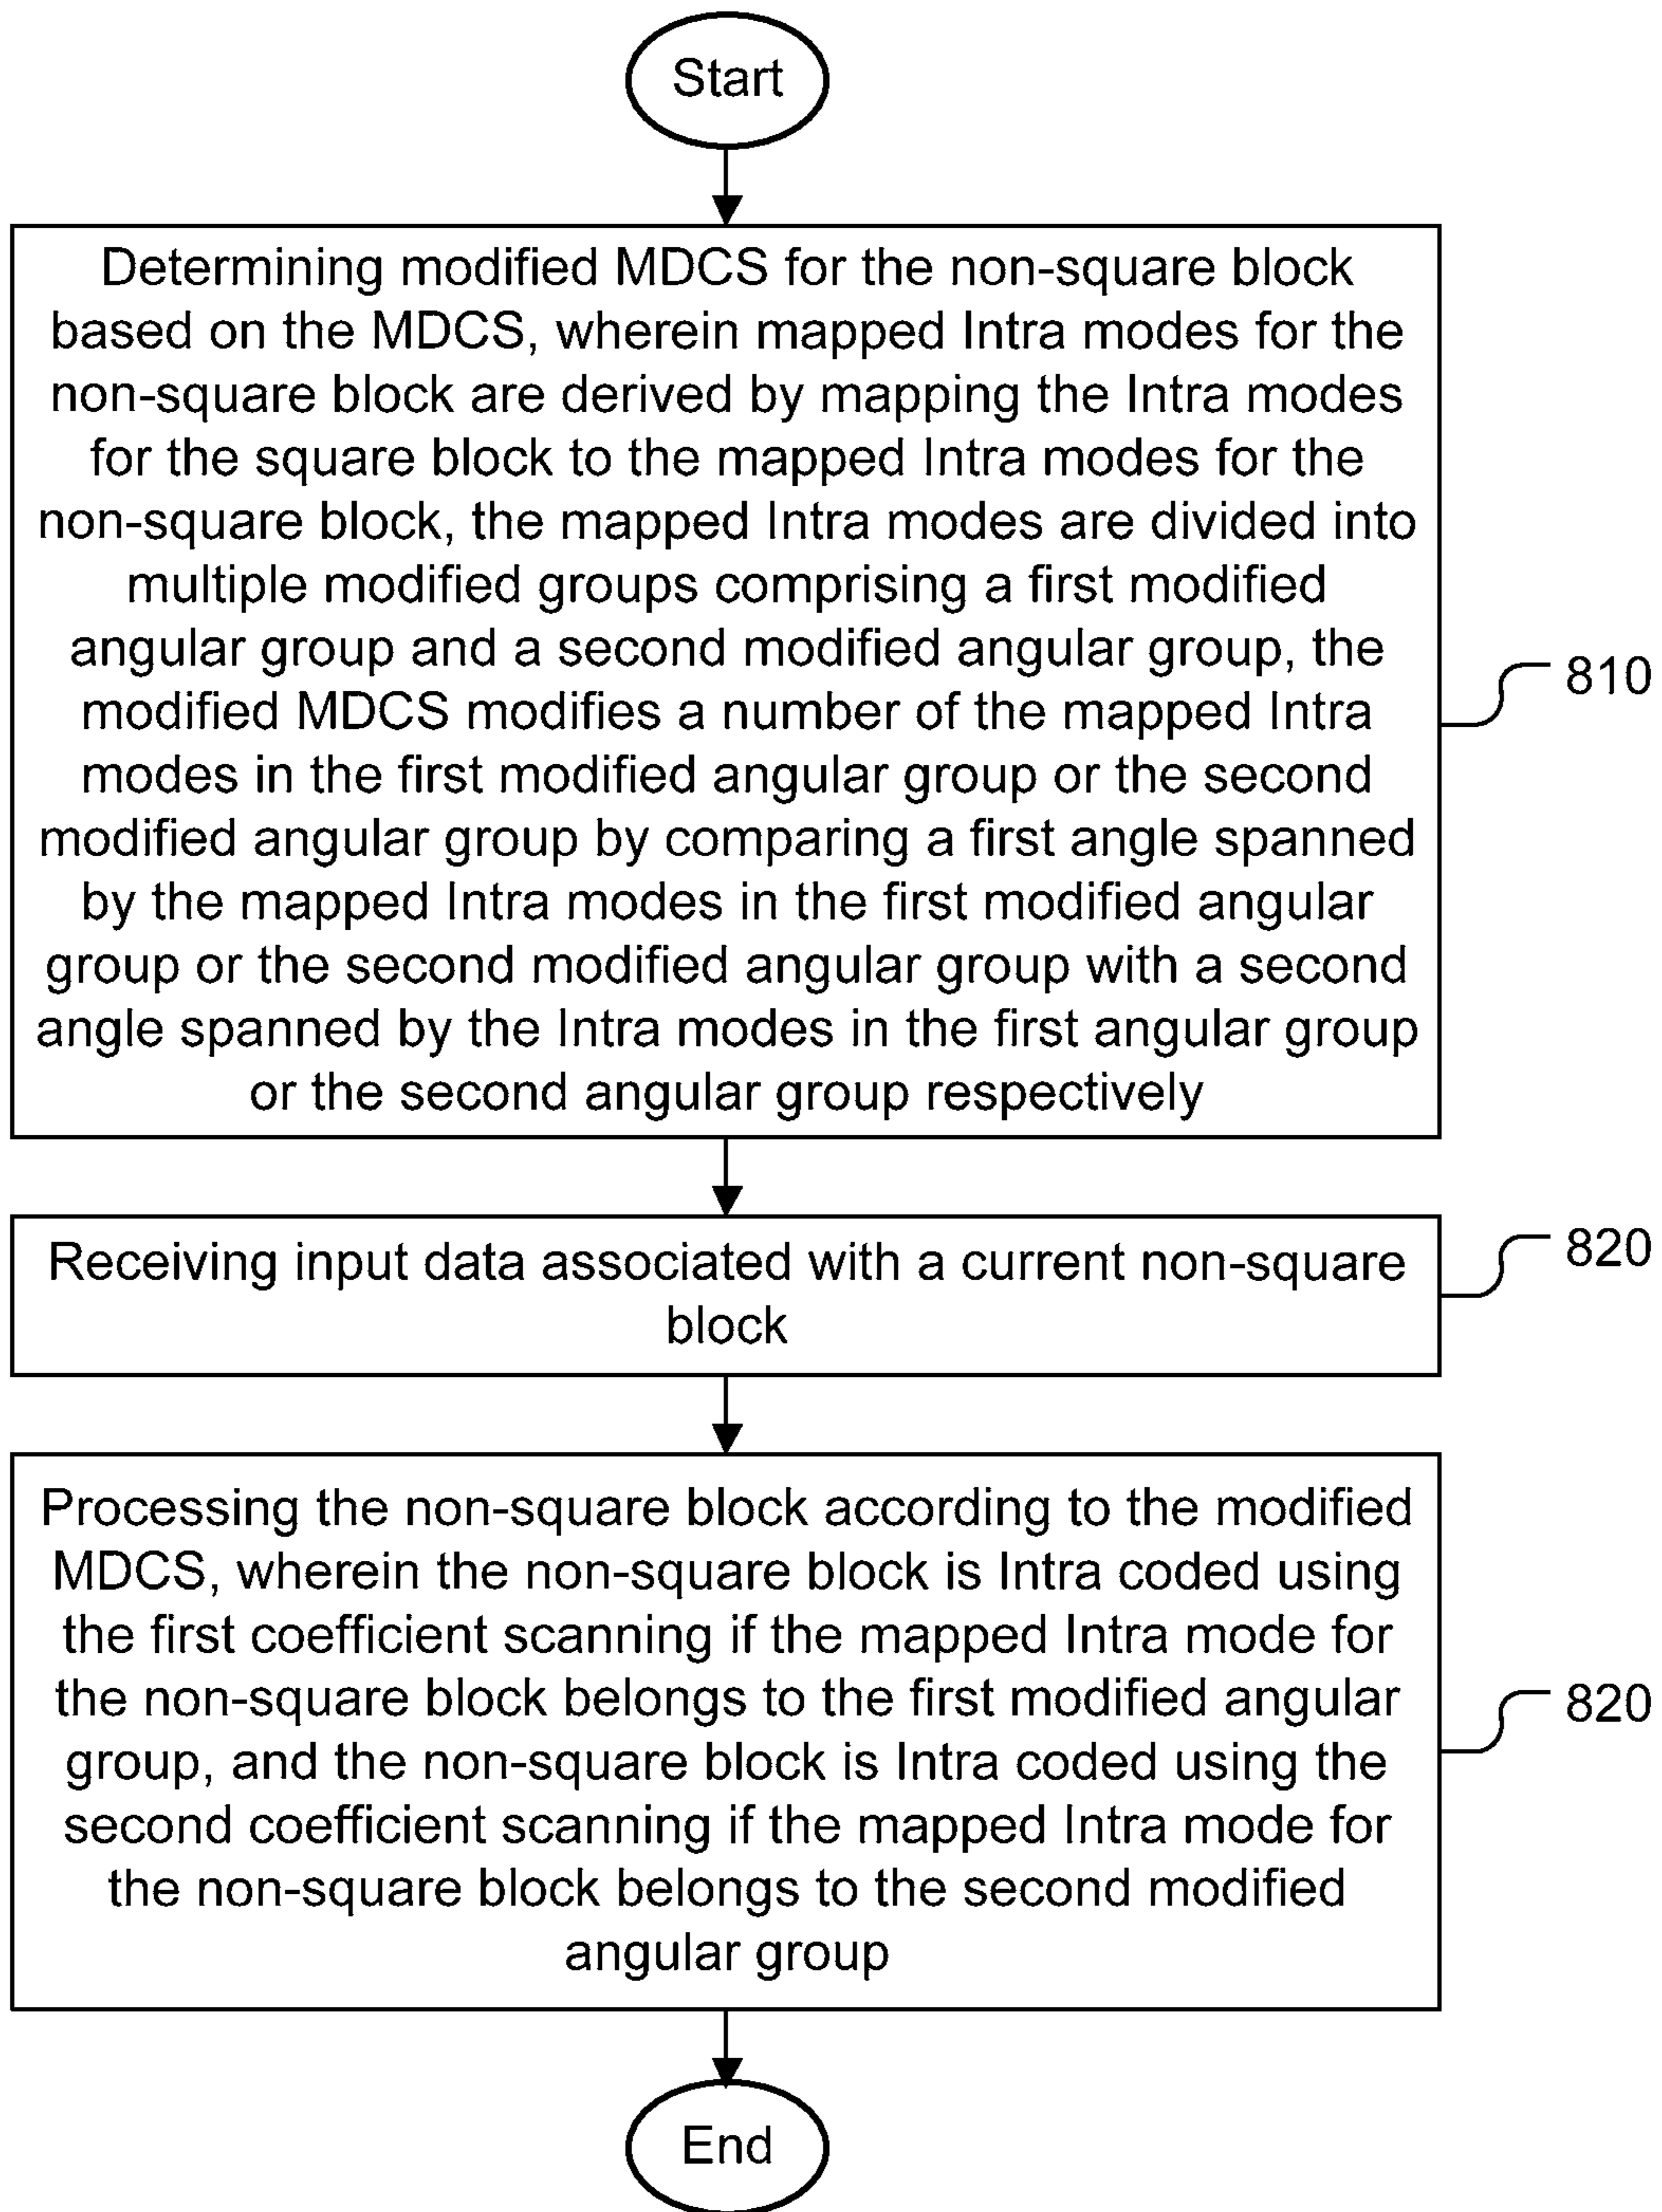 Start
Determining modified MDCS for the non-square block
based on the MDCS, wherein mapped Intra modes for the
non-square block are derived by mapping the Intra modes
for the square block to the mapped Intra modes for the
non-square block, the mapped Intra modes are divided into
multiple modified groups comprising a first modified
angular group and a second modified angular group, the
modified MDCS modifies a number of the mapped Intra
modes in the first modified angular group or the second
modified angular group by comparing a first angle spanned
by the mapped Intra modes in the first modified angular
group or the second modified angular group with a second
angle spanned by the Intra modes in the first angular group
or the second angular group respectively
810
Receiving input data associated with a current non-square
block
820
Processing the non-square block according to the modified
MDCS, wherein the non-square block is Intra coded using
the first coefficient scanning if the mapped Intra mode for
the non-square block belongs to the first modified angular
group, and the non-square block is Intra coded using the
second coefficient scanning if the mapped Intra mode for
the non-square block belongs to the second modified
angular group
820
End